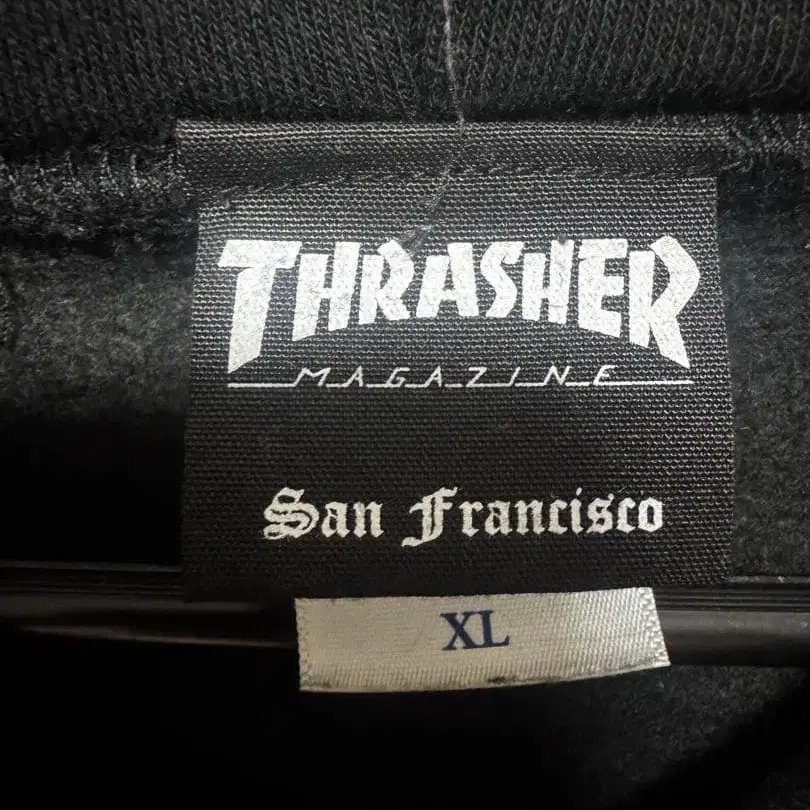 THRASHER
MAGAZINE
San Francisco
XL